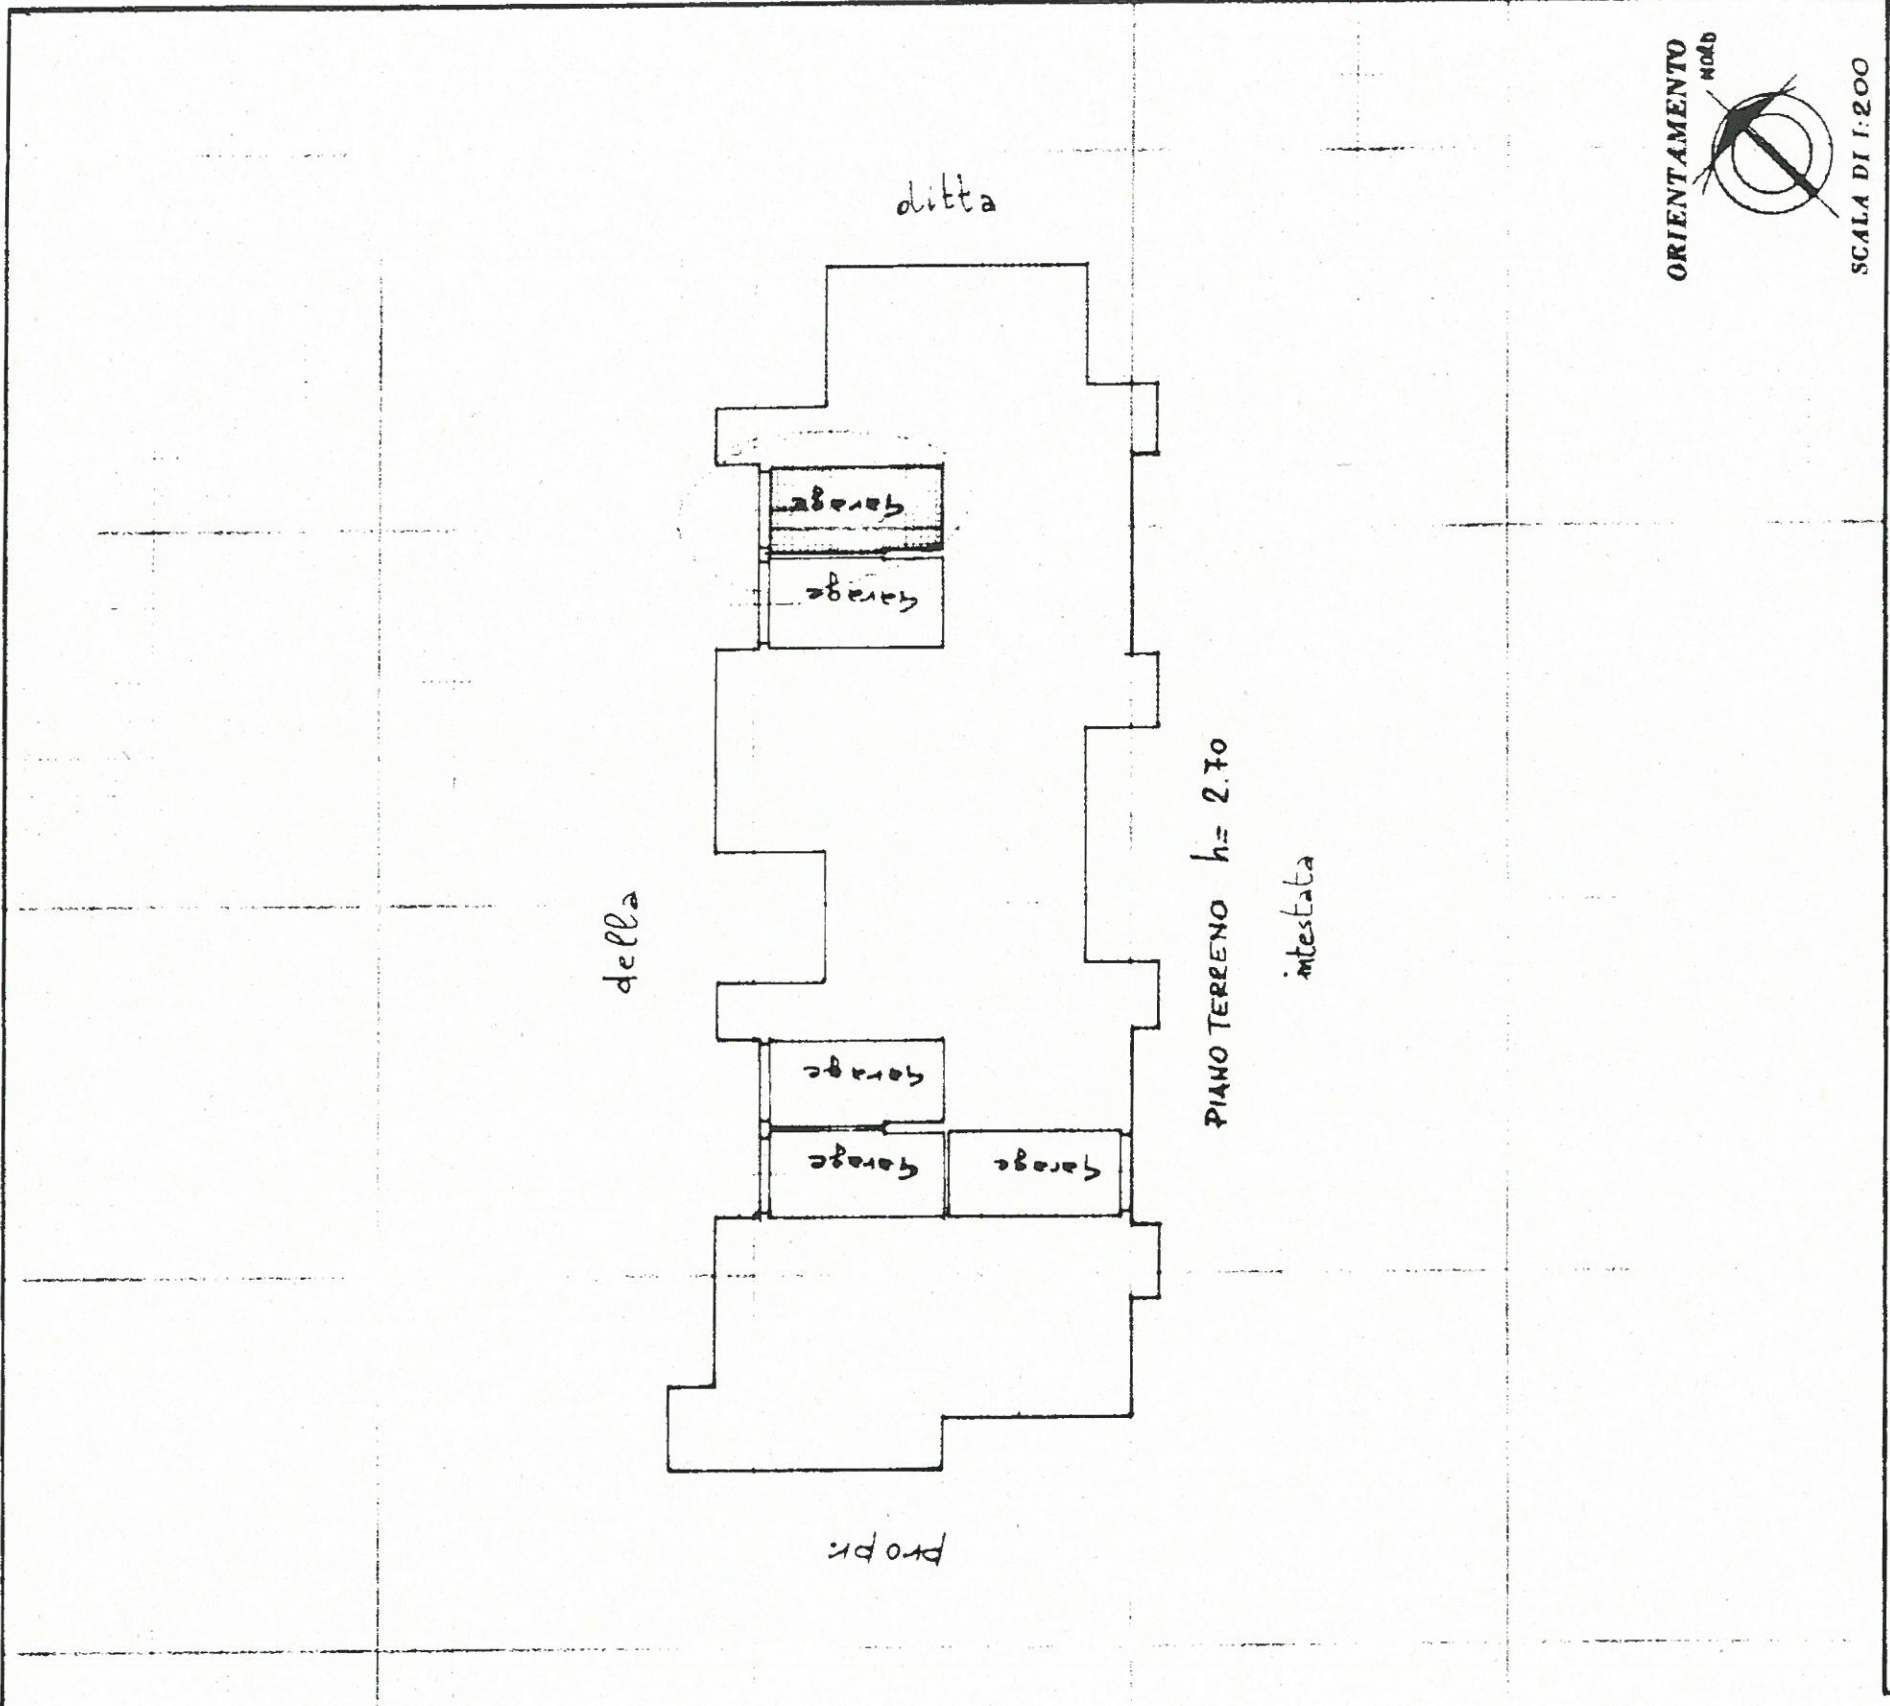 ORIENTAMENTO
NORD
SCALA DI 1:200
ditta
Garage
Garage
della
PIANO TERRENO h= 2.70
intestata
Garage
Garage
Garage
propr.